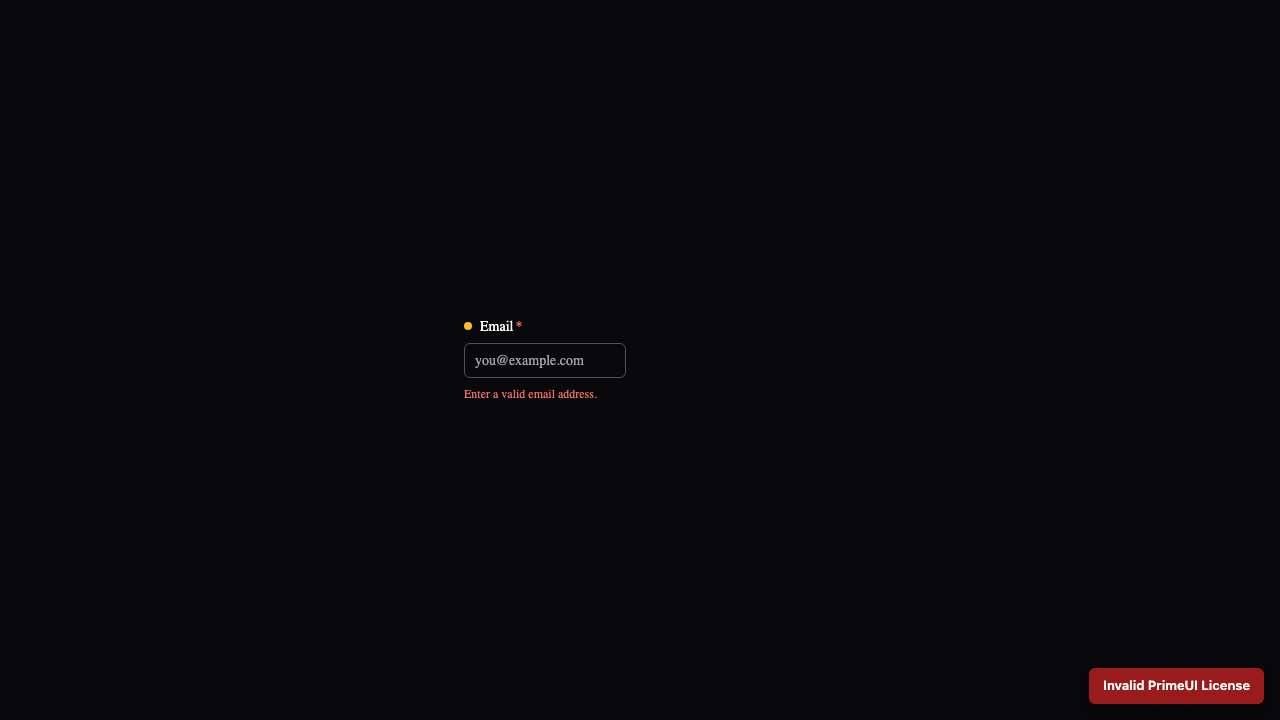 Email *
you@example.com
Enter a valid email address.
Invalid PrimeUI License